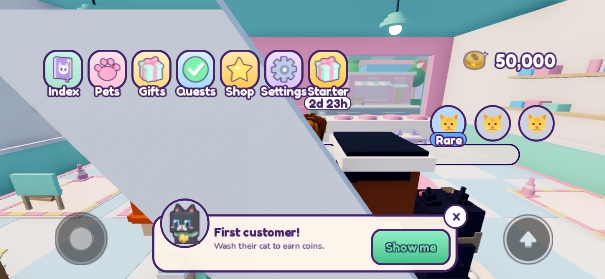 50,000
Index Pets Gifts Quests Shop Settings Starter
2d 23h
Rare
First customer!
Wash their cat to earn coins.
Show me